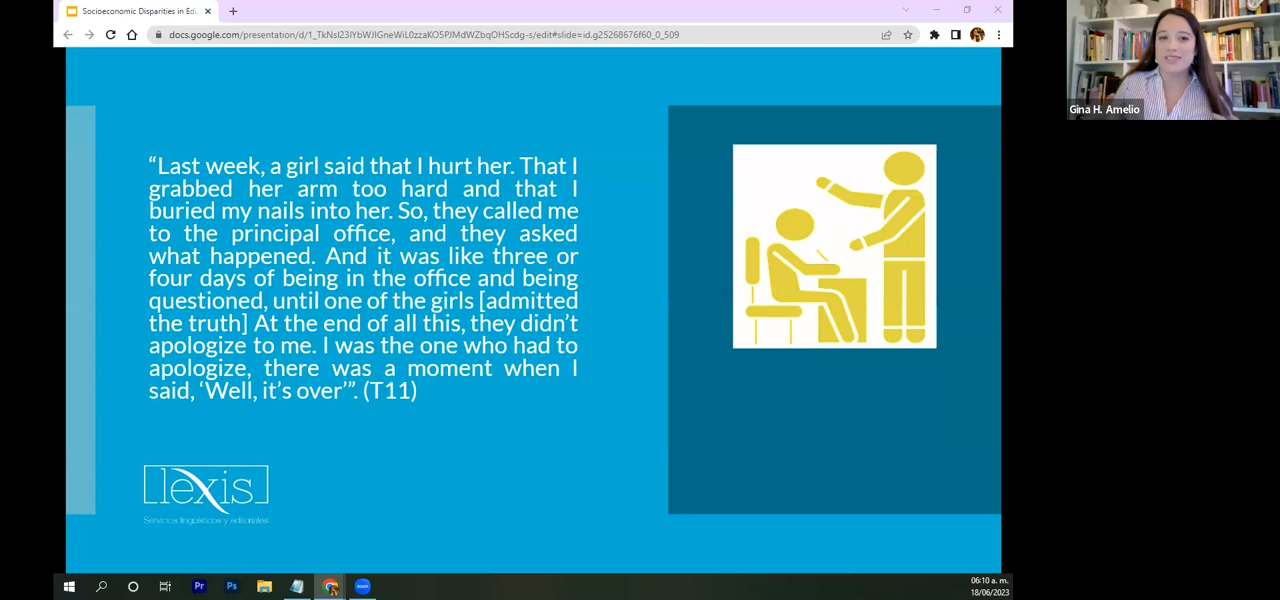 Socioeconomic Disparities in Edu
docs.google.com/presentation/d/1_TkNsI23IYbWJIGneWiL0zzaKO5PJMdWZbqOHScdg-s/edit#slide=id.g25268676f60_0_509
Gina H. Amelio
“Last week, a girl said that I hurt her. That I
grabbed her arm too hard and that I
buried my nails into her. So, they called me
to the principal office, and they asked
what happened. And it was like three or
four days of being in the office and being
questioned, until one of the girls [admitted
the truth] At the end of all this, they didn’t
apologize to me. I was the one who had to
apologize, there was a moment when I
said, ‘Well, it’s over’”. (T11)
[lexis]
Servicios lingüísticos y editoriales
Pr
Ps
zoom
06:10 a. m.
18/06/2023